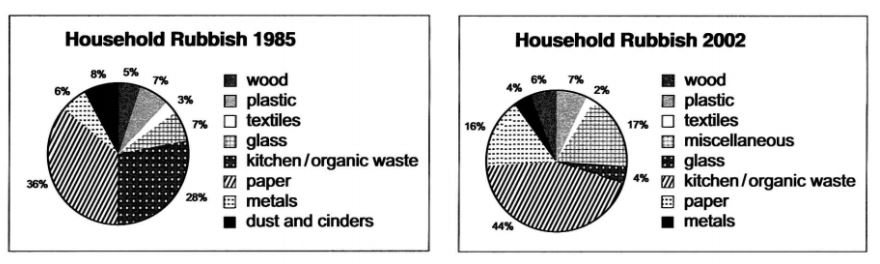 Household Rubbish 1985
8%
5%
7%
6%
3%
7%
36%
28%
wood
plastic
textiles
glass
kitchen/organic waste
paper
metals
dust and cinders
Household Rubbish 2002
4%
6%
7%
2%
16%
17%
4%
44%
wood
plastic
textiles
miscellaneous
glass
kitchen/organic waste
paper
metals